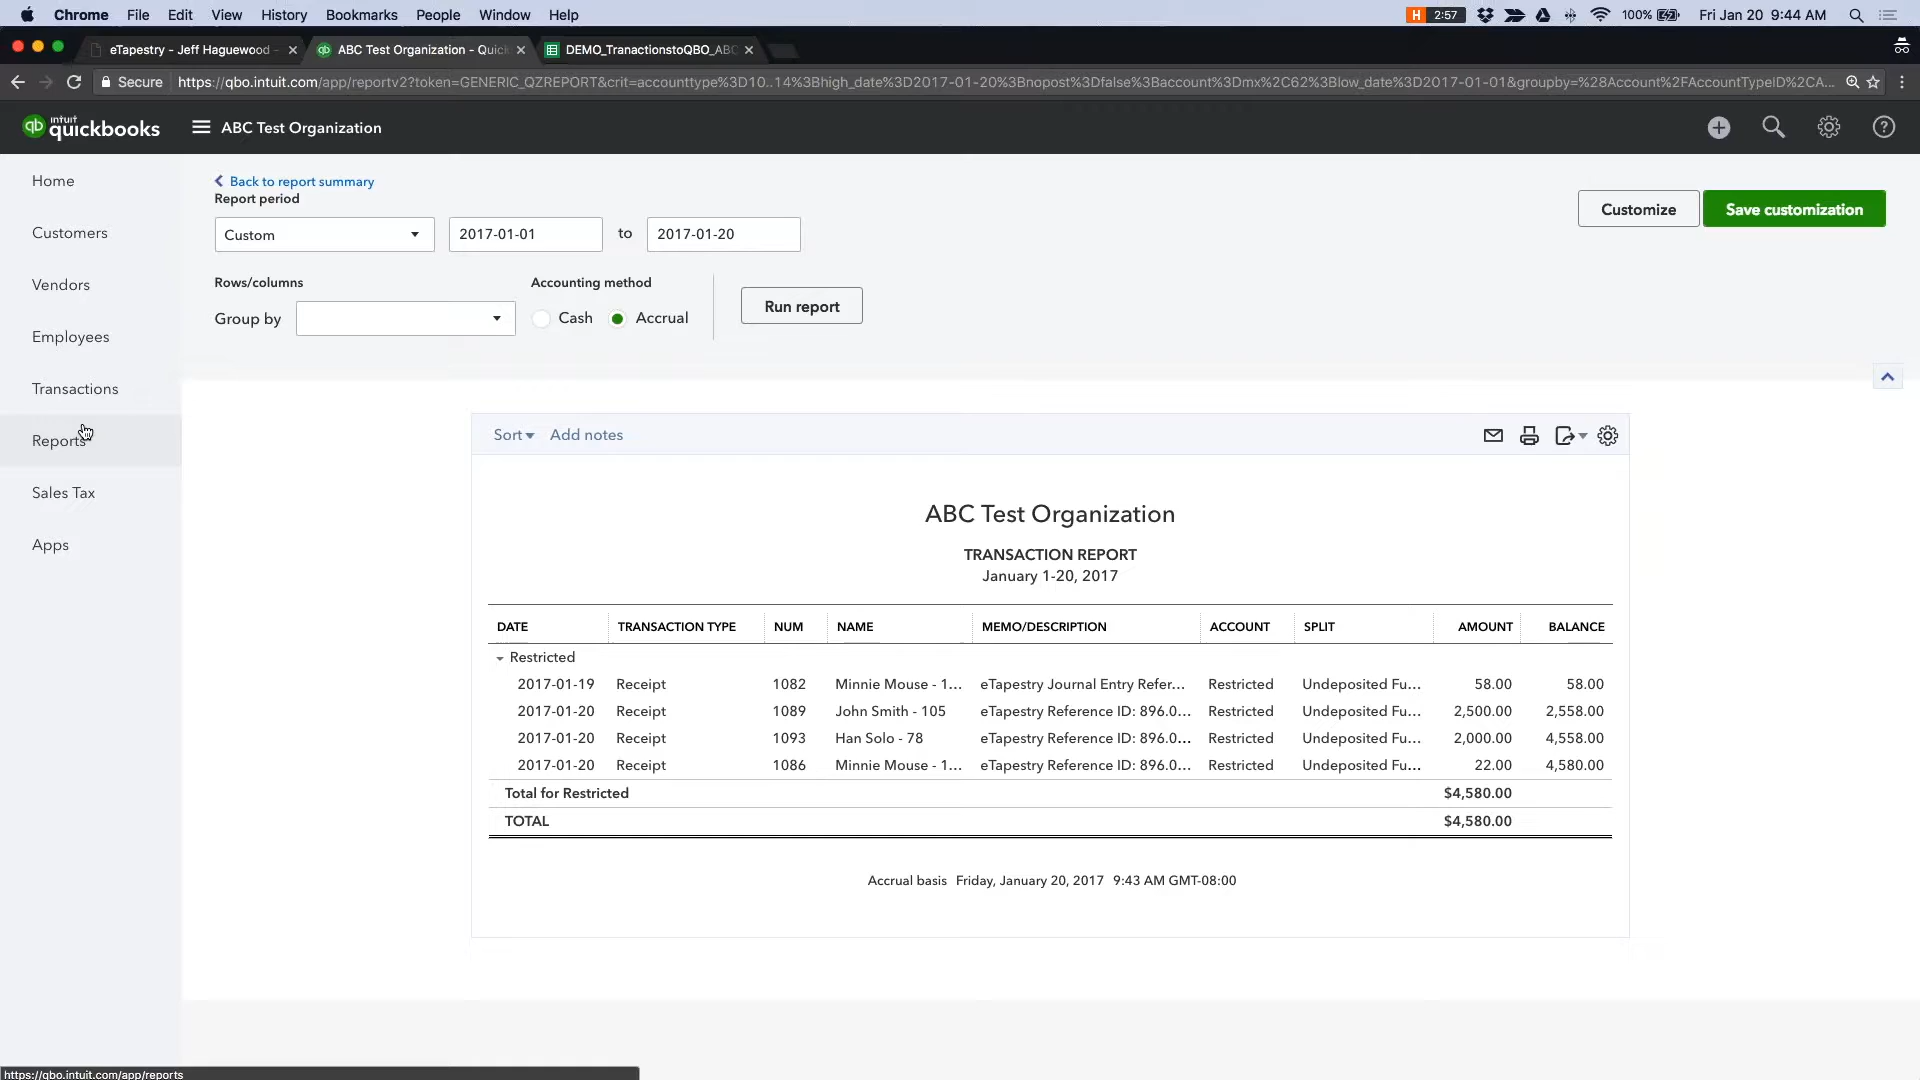 Chrome File Edit View History Bookmarks People Window Help
H 2:57 100% Fri Jan 20 9:44 AM
eTapestry - Jeff Haguewood -
ABC Test Organization - Quic
DEMO_TranactionstoQBO_ABC
Secure https://qbo.intuit.com/app/reportv2?token=GENERIC_QZREPORT&crit=accounttype%3D10..14%3Bhigh_date%3D2017-01-20%3Bnopost%3Dfalse%3Baccount%3Dmx%2C62%3Blow_date%3D2017-01-01&groupby=%28Account%2FAccountTypeID%2CA...
qb intuit quickbooks
ABC Test Organization
Home
Customers
Vendors
Employees
Transactions
Reports
Sales Tax
Apps
Back to report summary
Report period
Custom 2017-01-01 to 2017-01-20
Customize Save customization
Rows/columns Accounting method
Group by Cash Accrual Run report
Sort Add notes
ABC Test Organization
TRANSACTION REPORT
January 1-20, 2017
DATE TRANSACTION TYPE NUM NAME MEMO/DESCRIPTION ACCOUNT SPLIT AMOUNT BALANCE
Restricted
2017-01-19 Receipt 1082 Minnie Mouse - 1... eTapestry Journal Entry Refer... Restricted Undeposited Fu... 58.00 58.00
2017-01-20 Receipt 1089 John Smith - 105 eTapestry Reference ID: 896.0... Restricted Undeposited Fu... 2,500.00 2,558.00
2017-01-20 Receipt 1093 Han Solo - 78 eTapestry Reference ID: 896.0... Restricted Undeposited Fu... 2,000.00 4,558.00
2017-01-20 Receipt 1086 Minnie Mouse - 1... eTapestry Reference ID: 896.0... Restricted Undeposited Fu... 22.00 4,580.00
Total for Restricted $4,580.00
TOTAL $4,580.00
Accrual basis Friday, January 20, 2017 9:43 AM GMT-08:00
https://qbo.intuit.com/app/reports